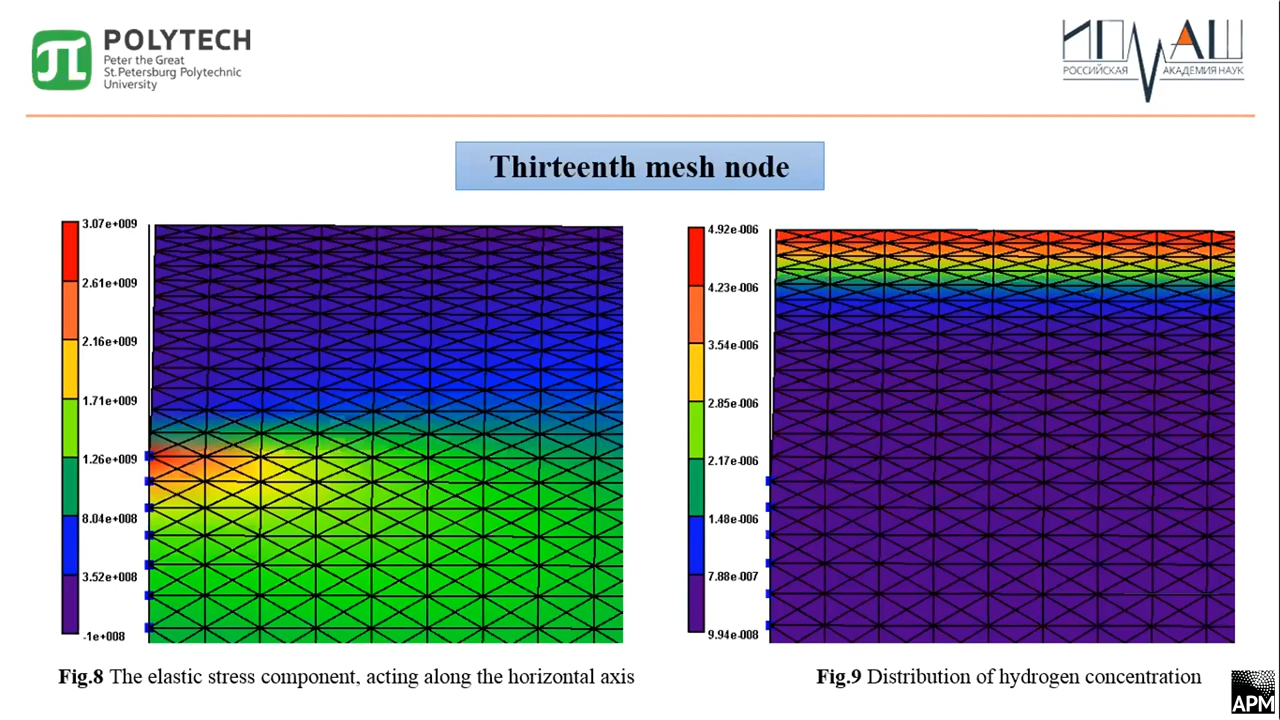 POLYTECH
Peter the Great
St.Petersburg Polytechnic
University
ИПМАШ
РОССИЙСКАЯ АКАДЕМИЯ НАУК
Thirteenth mesh node
3.07e+009
2.61e+009
2.16e+009
1.71e+009
1.26e+009
8.04e+008
3.52e+008
-1e+008
4.92e-006
4.23e-006
3.54e-006
2.85e-006
2.17e-006
1.48e-006
7.88e-007
9.94e-008
Fig.8 The elastic stress component, acting along the horizontal axis
Fig.9 Distribution of hydrogen concentration
APM